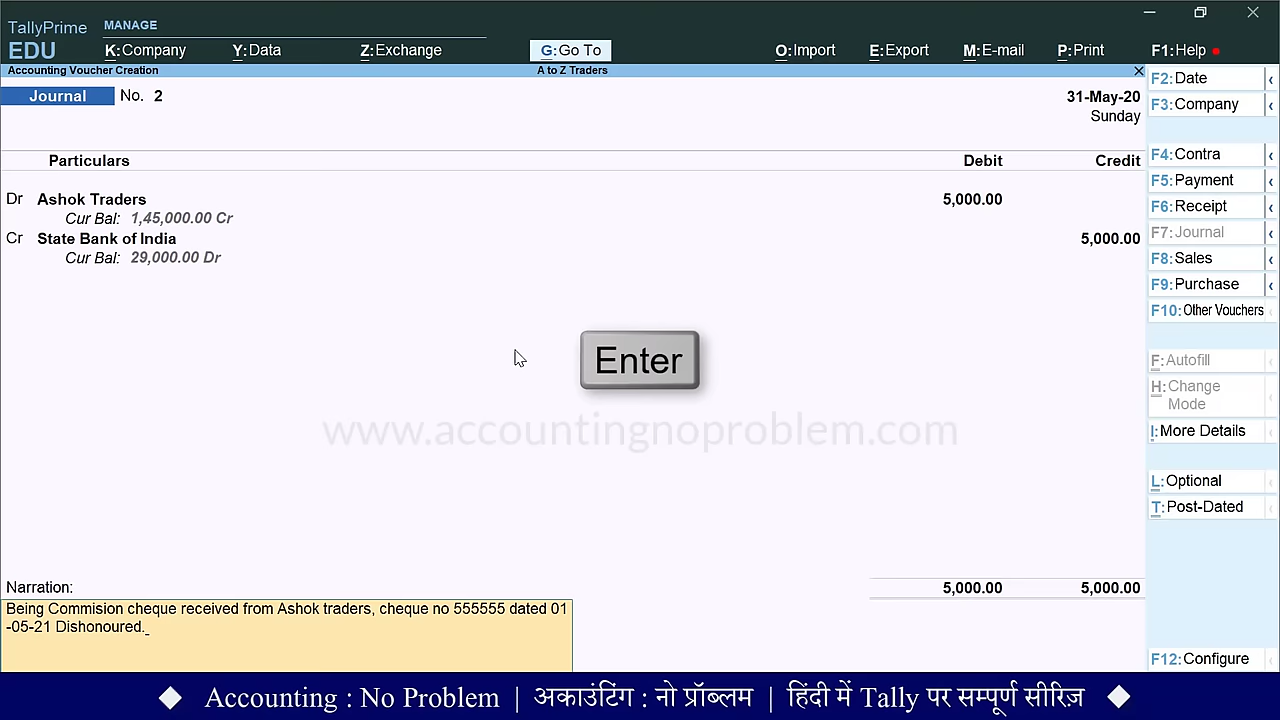 TallyPrime
EDU
MANAGE
K:Company Y:Data Z:Exchange G:Go To O:Import E:Export M:E-mail P:Print F1:Help
Accounting Voucher Creation A to Z Traders
Journal No. 2 31-May-20
Sunday
Particulars Debit Credit
Dr Ashok Traders 5,000.00
Cur Bal: 1,45,000.00 Cr
Cr State Bank of India 5,000.00
Cur Bal: 29,000.00 Dr
Enter
www.accountingnoproblem.com
Narration: 5,000.00 5,000.00
Being Commision cheque received from Ashok traders, cheque no 555555 dated 01
-05-21 Dishonoured.
F2:Date
F3:Company
F4:Contra
F5:Payment
F6:Receipt
F7:Journal
F8:Sales
F9:Purchase
F10:Other Vouchers
F:Autofill
H:Change
Mode
I:More Details
L:Optional
T:Post-Dated
F12:Configure
Accounting : No Problem | अकाउंटिंग : नो प्रॉब्लम | हिंदी में Tally पर सम्पूर्ण सीरिज़